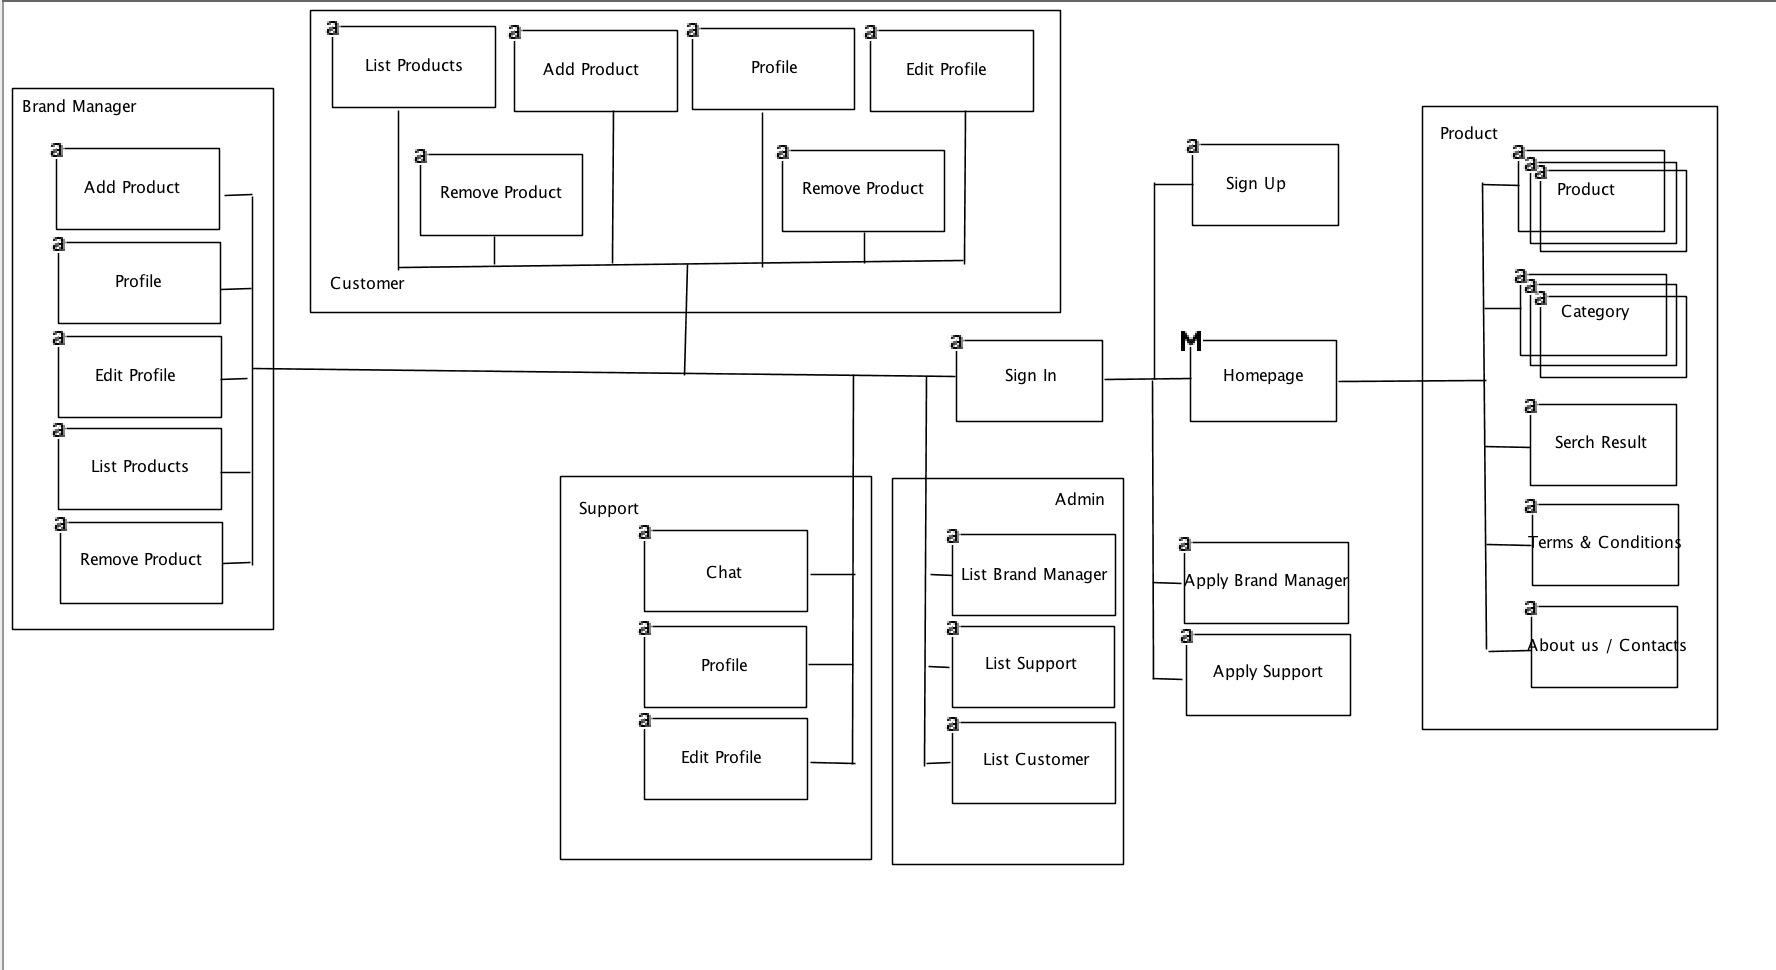 Brand Manager
a
Add Product
a
Profile
a
Edit Profile
a
List Products
a
Remove Product
a
List Products
a
Add Product
a
Profile
a
Edit Profile
a
Remove Product
a
Remove Product
Customer
a
Sign In
a
Sign Up
M
Homepage
Support
a
Chat
a
Profile
a
Edit Profile
Admin
a
List Brand Manager
a
List Support
a
List Customer
a
Apply Brand Manager
a
Apply Support
Product
a
a
a
Product
a
a
a
Category
a
Serch Result
a
Terms & Conditions
a
About us / Contacts